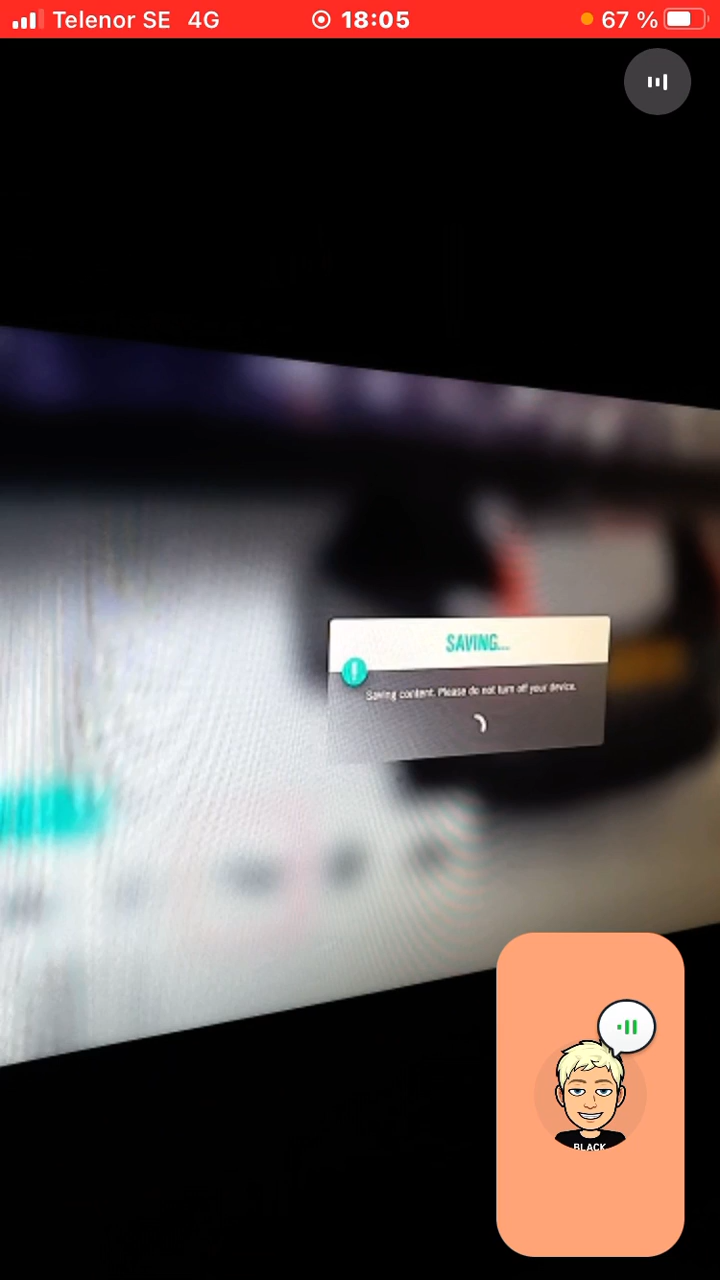 Telenor SE 4G 18:05 67 %
SAVING...
Saving content. Please do not turn off your device.
BLACK